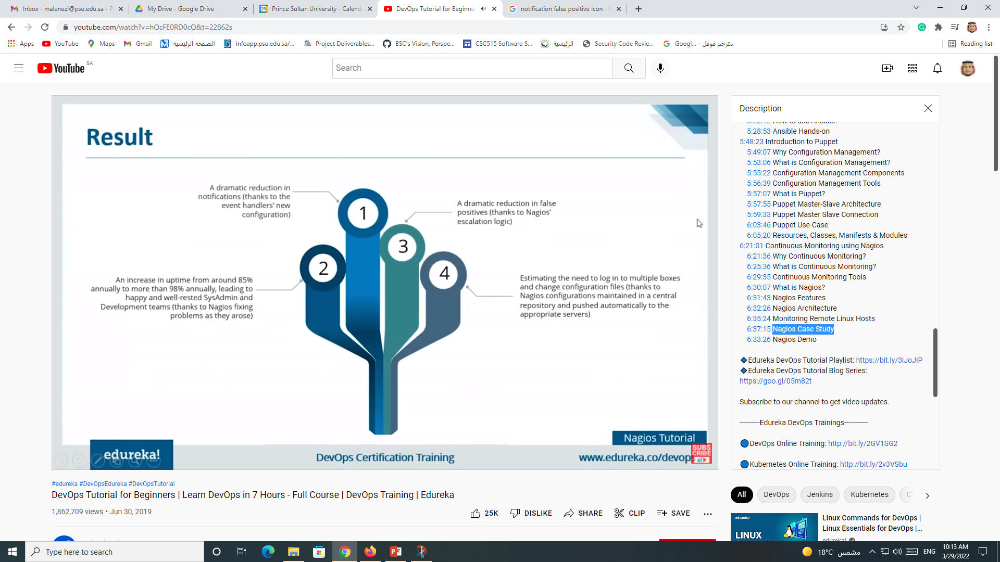 Inbox - malenezi@psu.edu.sa - P
My Drive - Google Drive
Prince Sultan University - Calend
DevOps Tutorial for Beginner
notification false positive icon - G
youtube.com/watch?v=hQcFE0RD0cQ&t=22862s
Apps
YouTube
Maps
Gmail
الصفحة الرئيسية
infoapp.psu.edu.sa/...
Project Deliverables...
BSC's Vision, Perspe...
CSC515 Software S...
الرئيسية
Security Code Revie...
مترجم قوقل - Googl...
Reading list
YouTube SA
Search
Result
A dramatic reduction in
notifications (thanks to the
event handlers' new
configuration)
1
A dramatic reduction in false
positives (thanks to Nagios'
escalation logic)
3
2
An increase in uptime from around 85%
annually to more than 98% annually, leading to
happy and well-rested SysAdmin and
Development teams (thanks to Nagios fixing
problems as they arose)
4
Estimating the need to log in to multiple boxes
and change configuration files (thanks to
Nagios configurations maintained in a central
repository and pushed automatically to the
appropriate servers)
Nagios Tutorial
edureka!
DevOps Certification Training
www.edureka.co/devop
SUBS
CRIBE
e!
Description
5:28:53 Ansible Hands-on
5:48:23 Introduction to Puppet
5:49:07 Why Configuration Management?
5:53:06 What is Configuration Management?
5:55:22 Configuration Management Components
5:56:39 Configuration Management Tools
5:57:07 What is Puppet?
5:57:55 Puppet Master-Slave Architecture
5:59:33 Puppet Master Slave Connection
6:03:46 Puppet Use-Case
6:05:20 Resources, Classes, Manifests & Modules
6:21:01 Continuous Monitoring using Nagios
6:21:36 Why Continuous Monitoring?
6:25:36 What is Continuous Monitoring?
6:29:35 Continuous Monitoring Tools
6:30:07 What is Nagios?
6:31:43 Nagios Features
6:32:26 Nagios Architecture
6:35:24 Monitoring Remote Linux Hosts
6:37:15 Nagios Case Study
6:33:26 Nagios Demo
Edureka DevOps Tutorial Playlist: https://bit.ly/3iJoJIP
Edureka DevOps Tutorial Blog Series:
https://goo.gl/05m82t
Subscribe to our channel to get video updates.
----------Edureka DevOps Trainings------------
DevOps Online Training: http://bit.ly/2GV1SG2
Kubernetes Online Training: http://bit.ly/2v3VSbu
#edureka #DevOpsEdureka #DevOpsTutorial
DevOps Tutorial for Beginners | Learn DevOps in 7 Hours - Full Course | DevOps Training | Edureka
1,862,709 views • Jun 30, 2019
25K
DISLIKE
SHARE
CLIP
SAVE
All
DevOps
Jenkins
Kubernetes
edureka!
LINUX
Linux Commands for DevOps |
Linux Essentials for DevOps |...
Type here to search
18°C مشمس
ENG
10:13 AM
3/29/2022